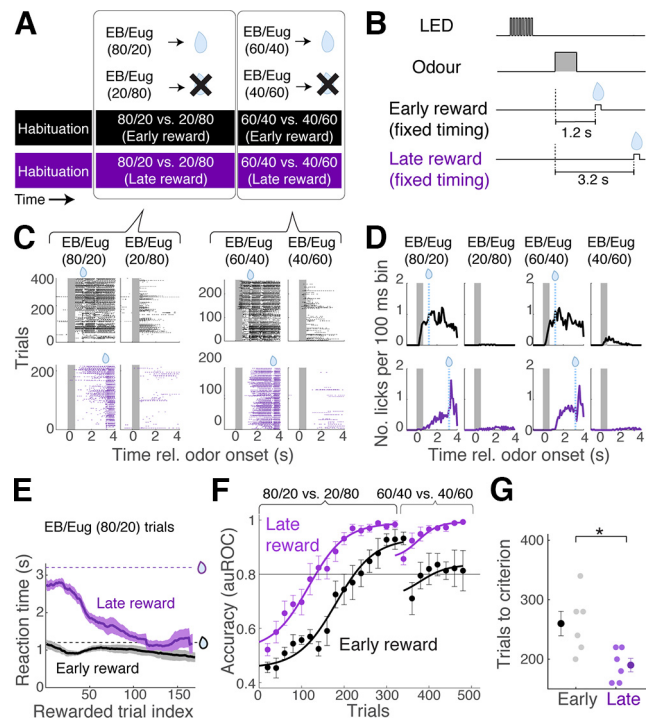 A
EB/Eug
(80/20)
EB/Eug
(60/40)
EB/Eug
(20/80)
EB/Eug
(40/60)
Habituation
80/20 vs. 20/80
(Early reward)
60/40 vs. 40/60
(Early reward)
Habituation
80/20 vs. 20/80
(Late reward)
60/40 vs. 40/60
(Late reward)
Time
B
LED
Odour
Early reward
(fixed timing)
1.2 s
Late reward
(fixed timing)
3.2 s
C
EB/Eug
(80/20)
EB/Eug
(20/80)
EB/Eug
(60/40)
EB/Eug
(40/60)
400
200
0
200
100
0
200
100
0
200
100
0
Trials
0 2 4 0 2 4 0 2 4 0 2 4
Time rel. odor onset (s)
D
EB/Eug
(80/20)
EB/Eug
(20/80)
EB/Eug
(60/40)
EB/Eug
(40/60)
2
1
0
2
1
0
2
1
0
2
1
0
No. licks per 100 ms bin
0 2 4 0 2 4 0 2 4 0 2 4
Time rel. odor onset (s)
E
EB/Eug (80/20) trials
Reaction time (s)
3
2
1
0
Late reward
Early reward
50 100 150
Rewarded trial index
F
80/20 vs. 20/80
60/40 vs. 40/60
Accuracy (auROC)
1
0.8
0.6
0.4
Late
reward
Early reward
0 100 200 300 400 500
Trials
G
*
Trials to criterion
400
300
200
Early Late